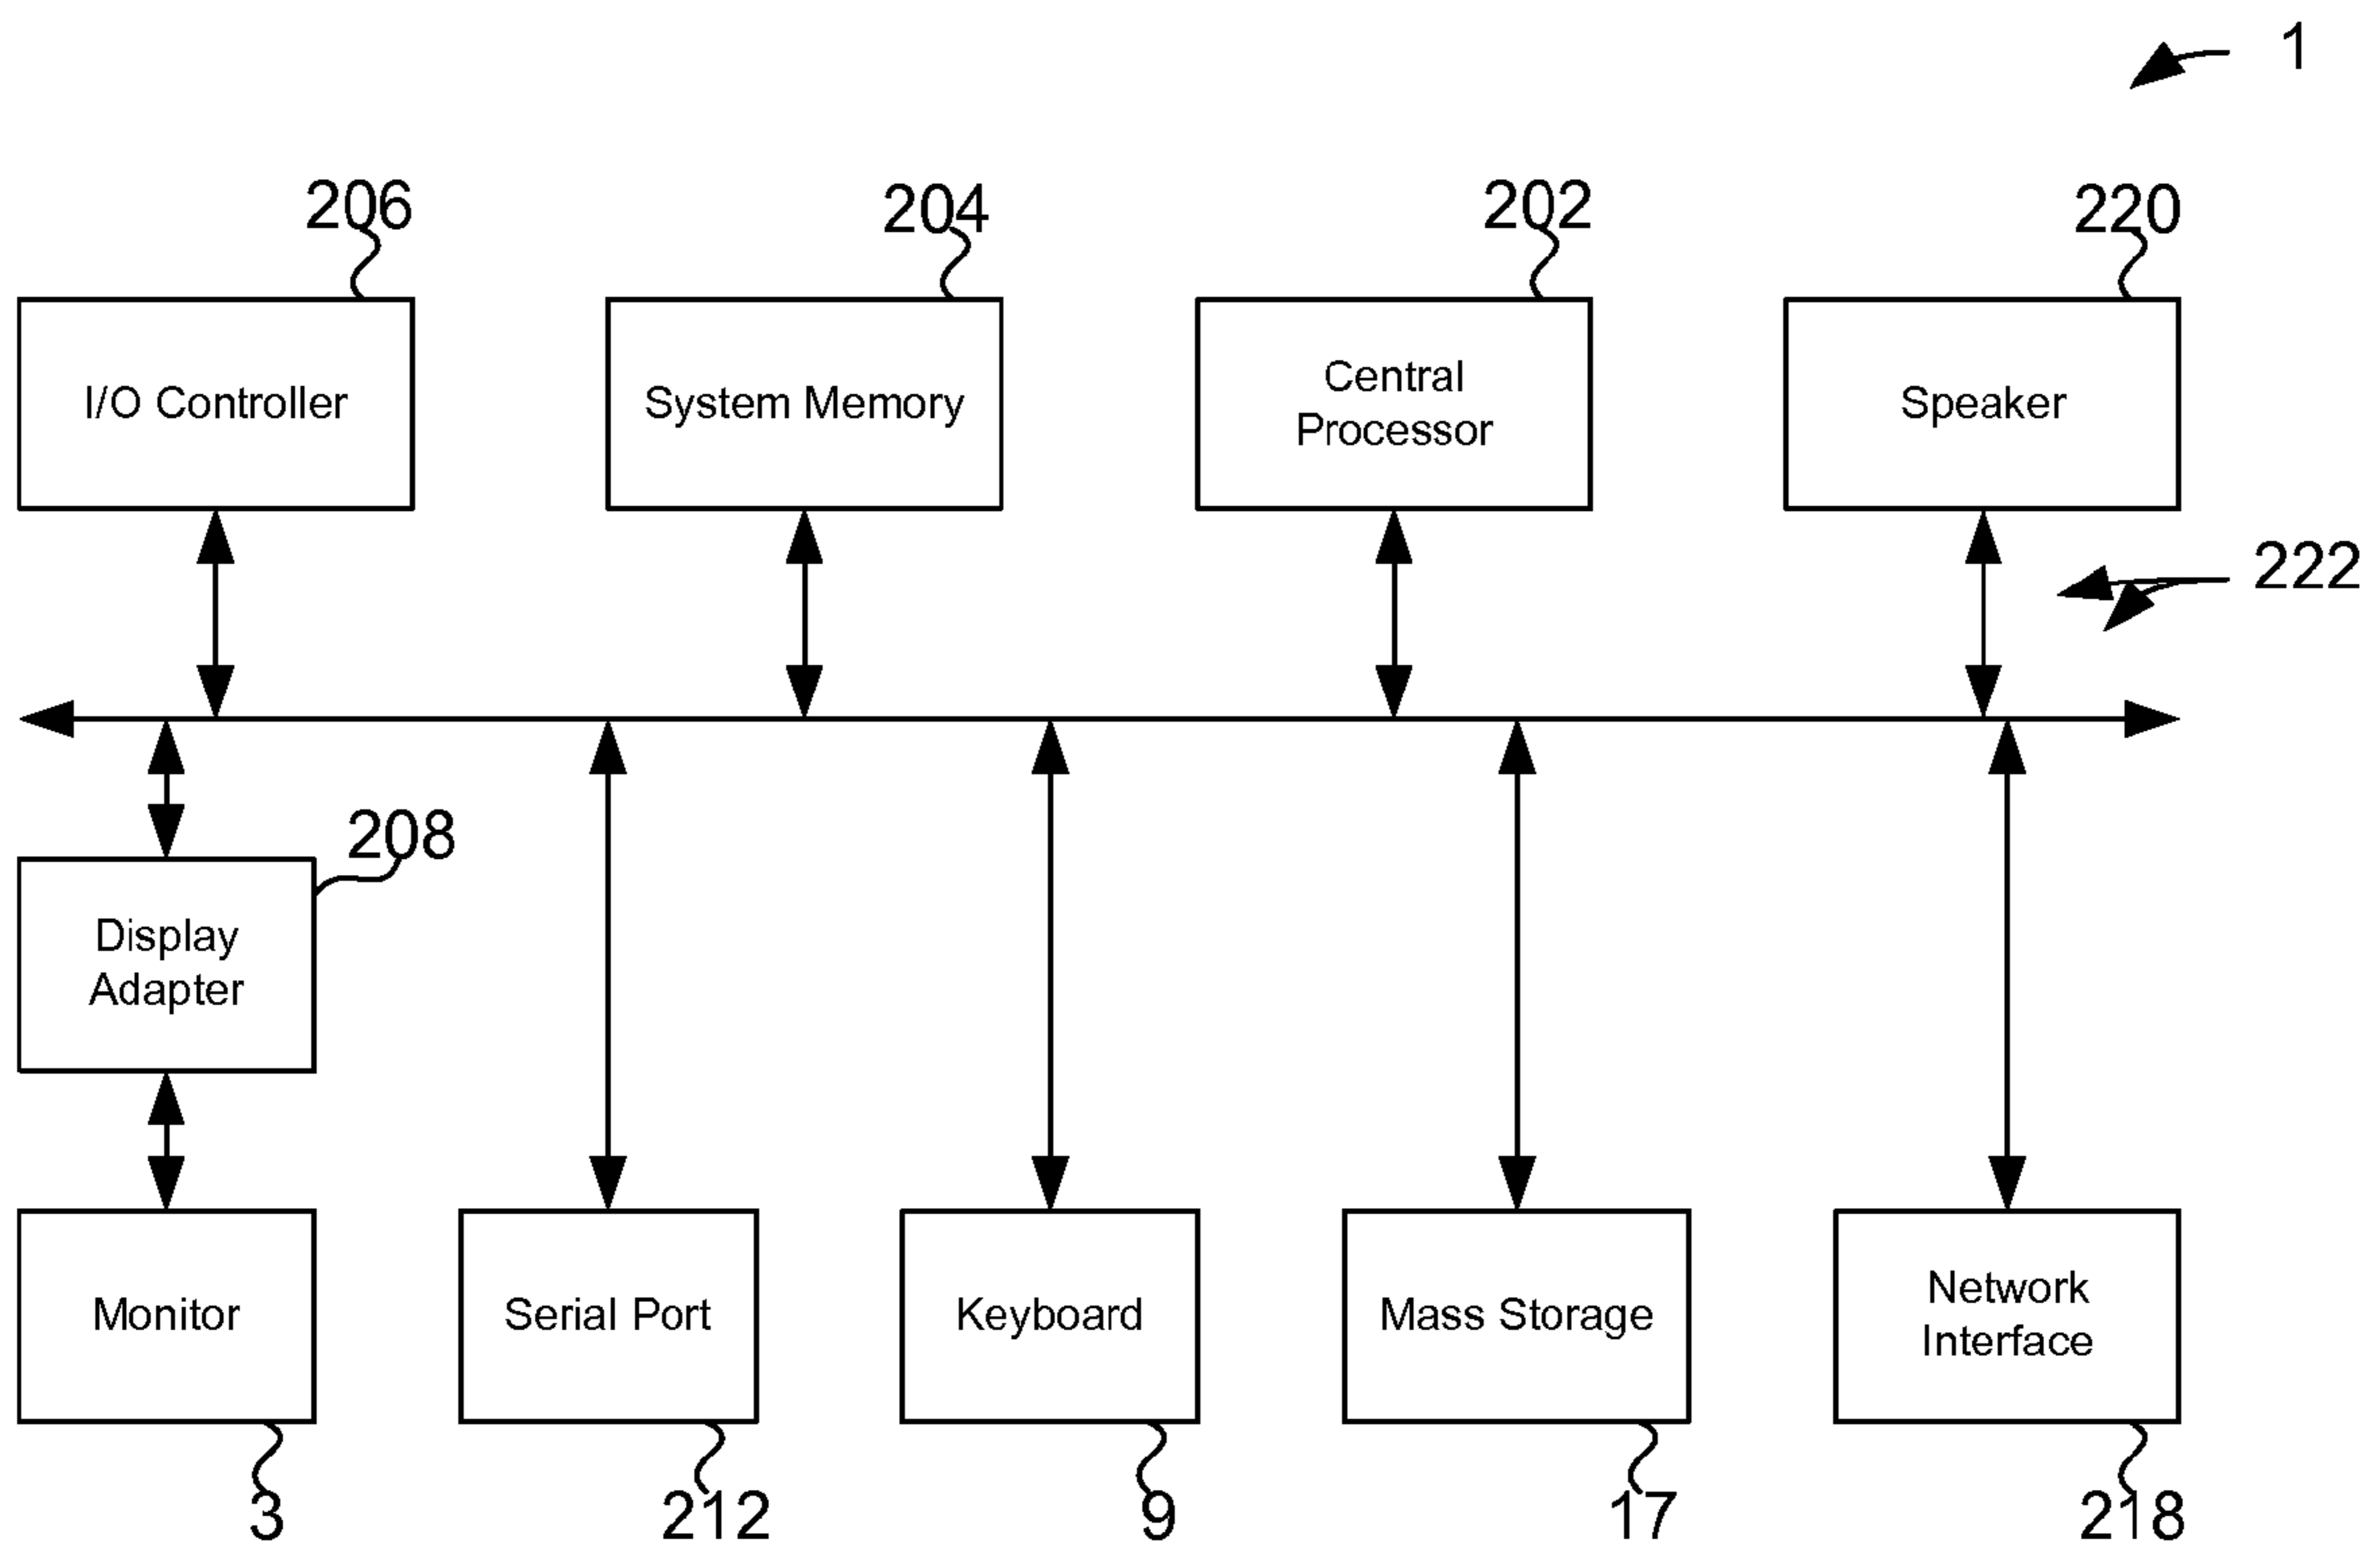 1
206
204
202
220
I/O Controller
System Memory
Central
Processor
Speaker
222
208
Display
Adapter
Monitor
Serial Port
Keyboard
Mass Storage
Network
Interface
3
212
9
17
218